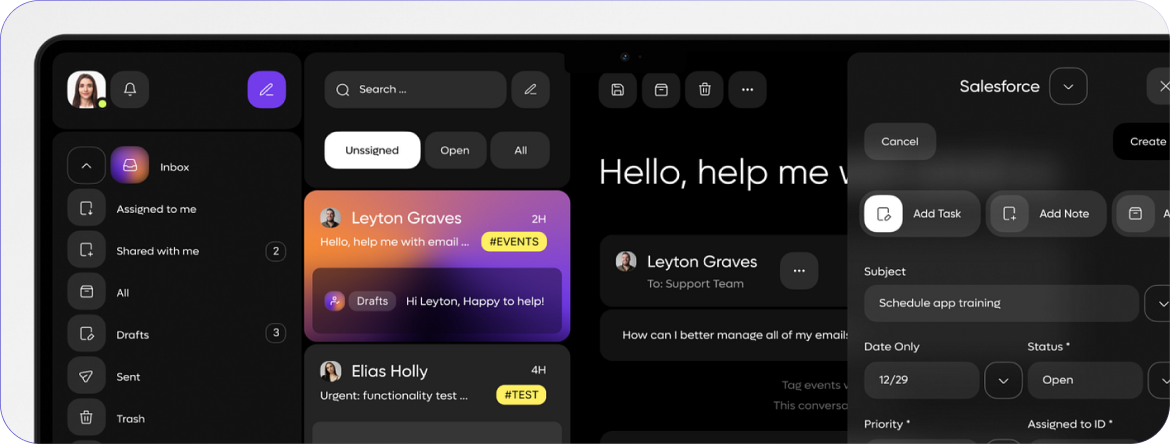 Inbox
Assigned to me
Shared with me
2
All
Drafts
3
Sent
Trash
Search ...
Unssigned
Open
All
Leyton Graves
2H
Hello, help me with email ...
#EVENTS
Drafts
Hi Leyton, Happy to help!
Elias Holly
4H
Urgent: functionality test ...
#TEST
Hello, help me
Leyton Graves
To: Support Team
How can I better manage all of my emails
Tag events
This conversa
Salesforce
Cancel
Create
Add Task
Add Note
A
Subject
Schedule app training
Date Only
Status *
12/29
Open
Priority *
Assigned to ID *